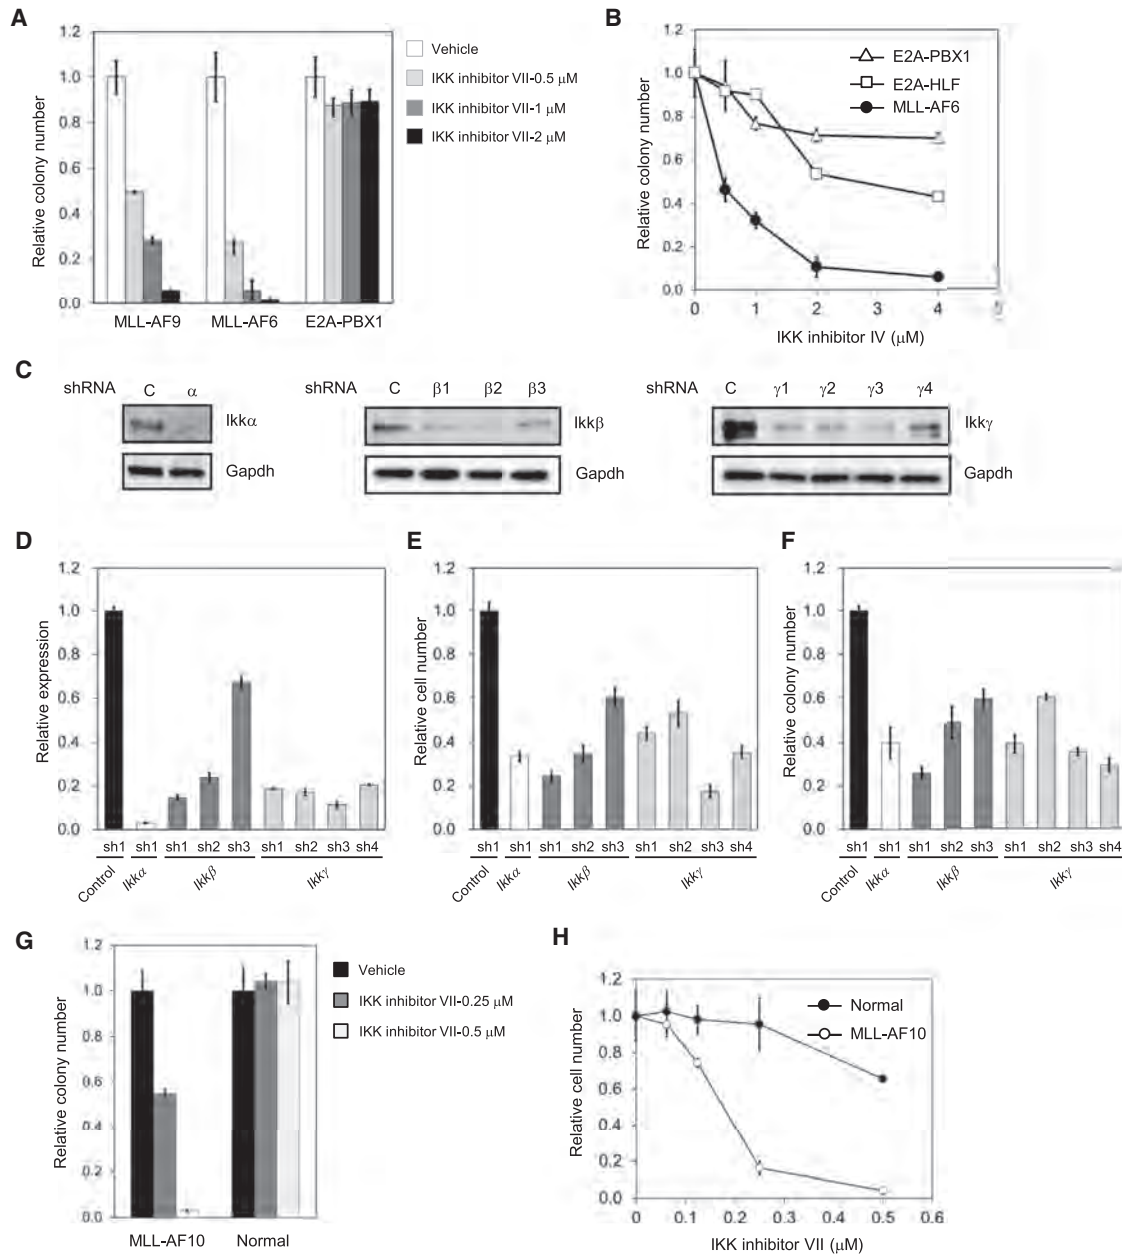 A
1.2
1.0
0.8
0.6
0.4
0.2
0.0
Relative colony number
MLL-AF9 MLL-AF6 E2A-PBX1
Vehicle
IKK inhibitor VII-0.5 μM
IKK inhibitor VII-1 μM
IKK inhibitor VII-2 μM
B
1.2
1.0
0.8
0.6
0.4
0.2
0.0
Relative colony number
0 1 2 3 4
IKK inhibitor IV (μM)
E2A-PBX1
E2A-HLF
MLL-AF6
C
shRNA C α
Ikkα
Gapdh
shRNA C β1 β2 β3
Ikkβ
Gapdh
shRNA C γ1 γ2 γ3 γ4
Ikkγ
Gapdh
D
1.2
1.0
0.8
0.6
0.4
0.2
0.0
Relative expression
sh1 sh1 sh1 sh2 sh3 sh1 sh2 sh3 sh4
Control Ikkα Ikkβ Ikkγ
E
1.2
1.0
0.8
0.6
0.4
0.2
0.0
Relative cell number
sh1 sh1 sh1 sh2 sh3 sh1 sh2 sh3 sh4
Control Ikkα Ikkβ Ikkγ
F
1.2
1.0
0.8
0.6
0.4
0.2
0.0
Relative colony number
sh1 sh1 sh1 sh2 sh3 sh1 sh2 sh3 sh4
Control Ikkα Ikkβ Ikkγ
G
1.2
1.0
0.8
0.6
0.4
0.2
0.0
Relative colony number
MLL-AF10 Normal
Vehicle
IKK inhibitor VII-0.25 μM
IKK inhibitor VII-0.5 μM
H
1.2
1.0
0.8
0.6
0.4
0.2
0.0
Relative cell number
0 0.1 0.2 0.3 0.4 0.5 0.6
IKK inhibitor VII (μM)
Normal
MLL-AF10